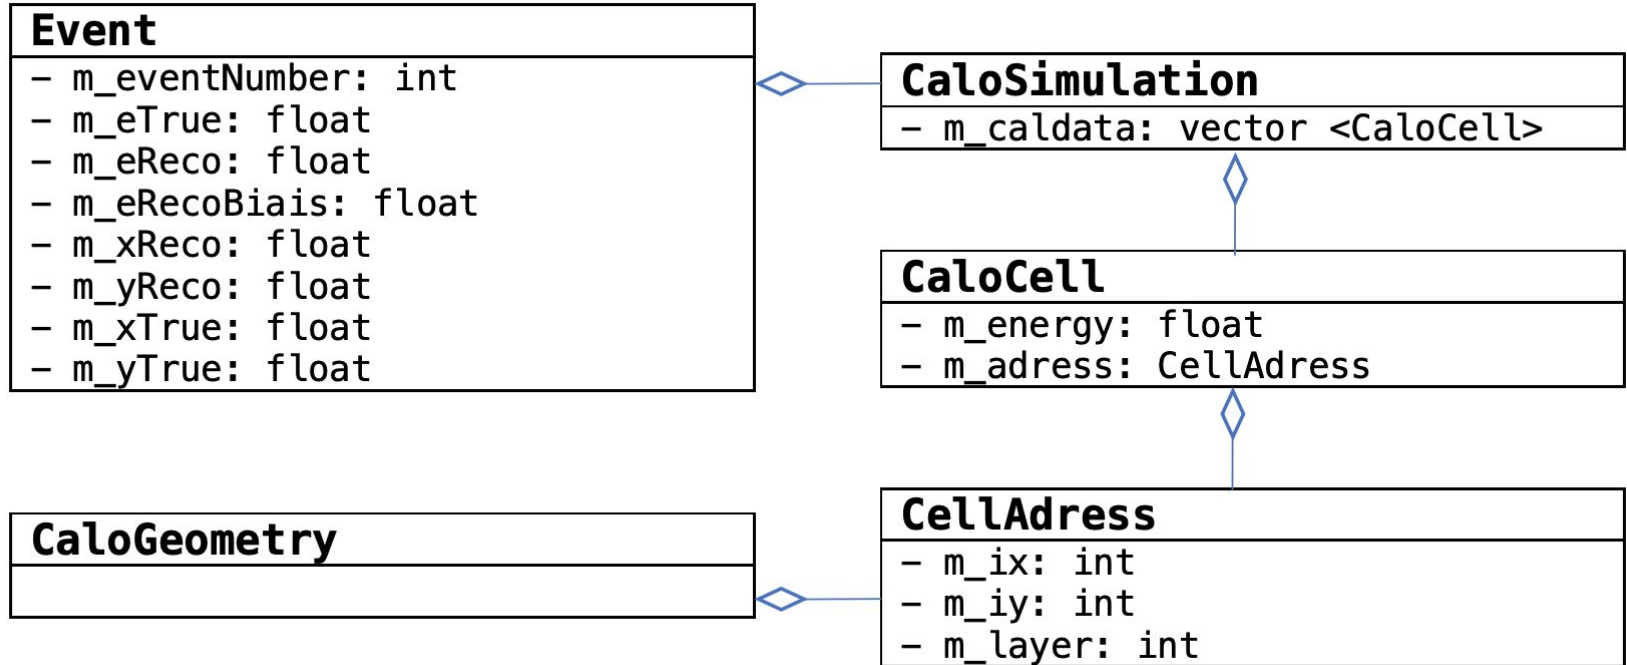 Event
– m_eventNumber: int
– m_eTrue: float
– m_eReco: float
– m_eRecoBiais: float
– m_xReco: float
– m_yReco: float
– m_xTrue: float
– m_yTrue: float
CaloSimulation
– m_caldata: vector <CaloCell>
CaloCell
– m_energy: float
– m_adress: CellAdress
CaloGeometry
CellAdress
– m_ix: int
– m_iy: int
– m_layer: int